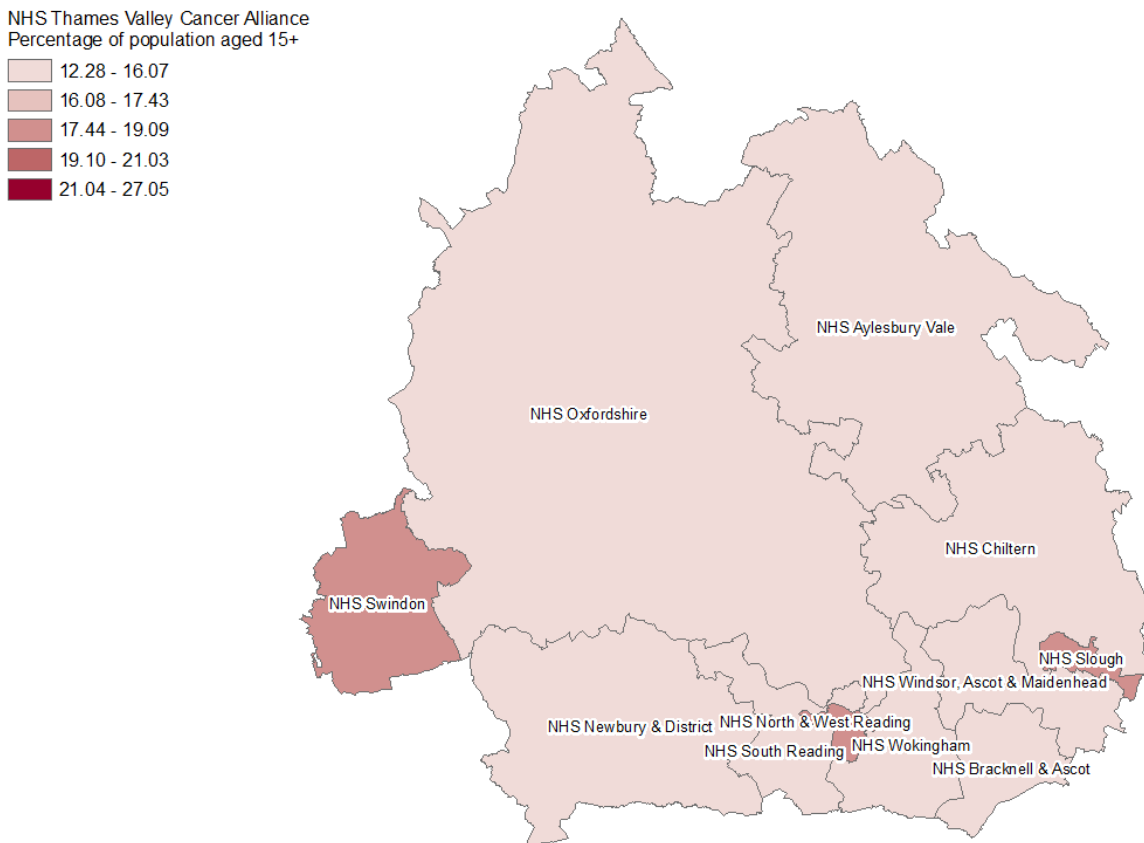 NHS Thames Valley Cancer Alliance
Percentage of population aged 15+
12.28 - 16.07
16.08 - 17.43
17.44 - 19.09
19.10 - 21.03
21.04 - 27.05
NHS Aylesbury Vale
NHS Oxfordshire
NHS Chiltern
NHS Swindon
NHS Slough
NHS Windsor, Ascot & Maidenhead
NHS North & West Reading
NHS Newbury & District
NHS South Reading
NHS Wokingham
NHS Bracknell & Ascot